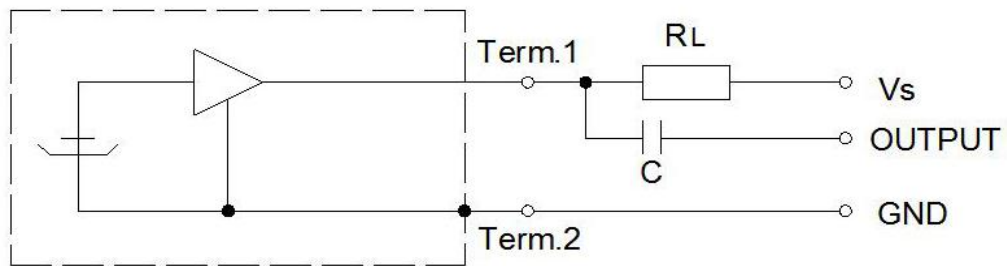 Term.1
RL
Vs
OUTPUT
C
GND
Term.2